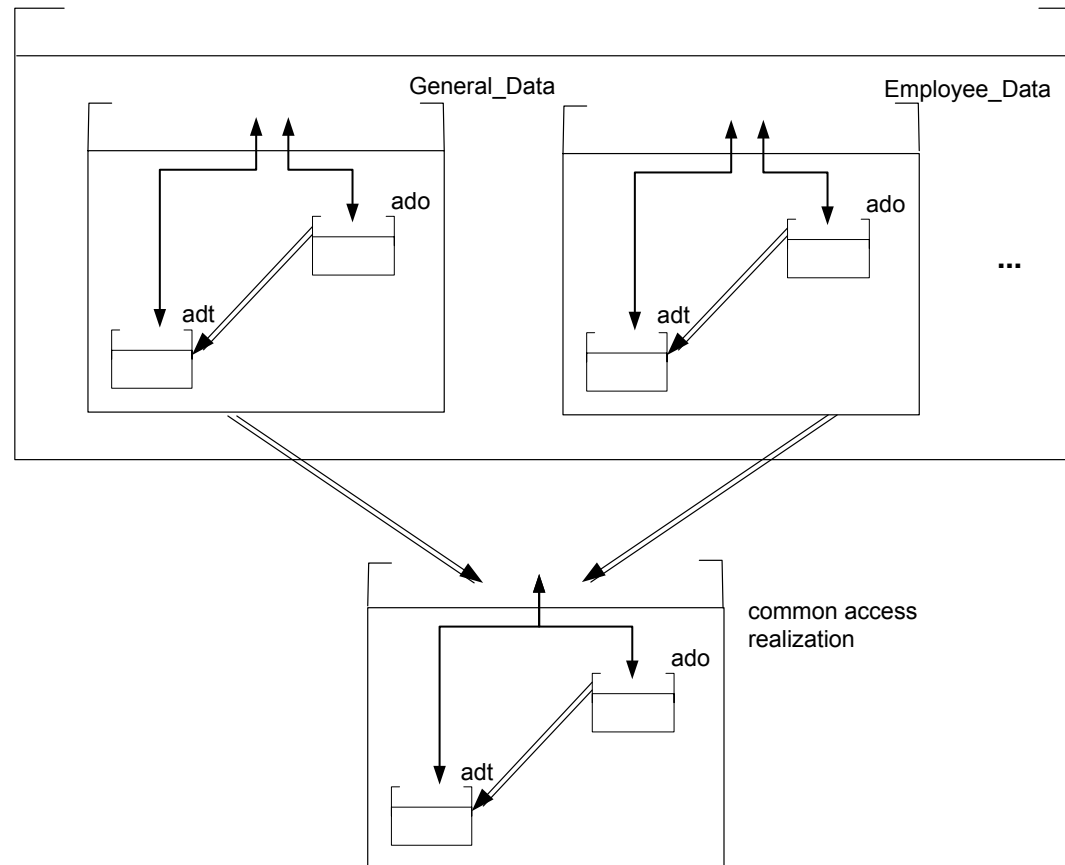 General_Data
Employee_Data
ado
ado
...
adt
adt
common access
realization
ado
adt